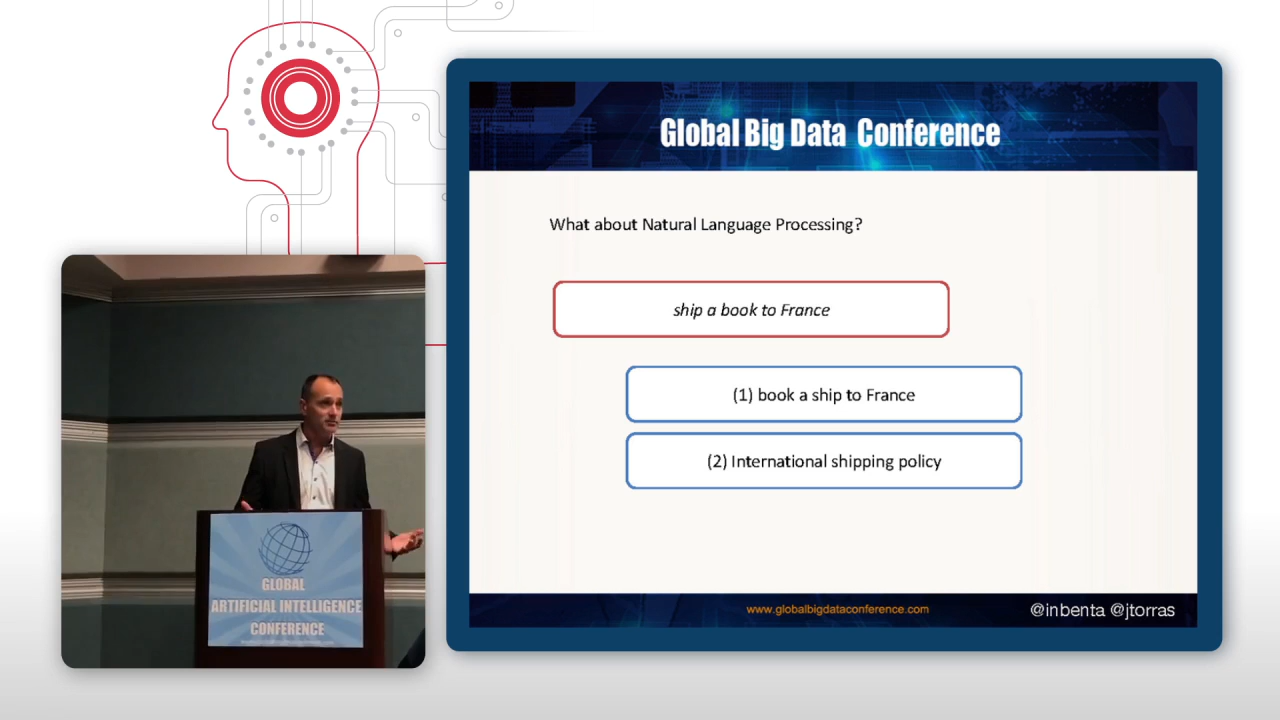 Global Big Data Conference
What about Natural Language Processing?
ship a book to France
(1) book a ship to France
(2) International shipping policy
www.globalbigdataconference.com
@inbenta @jtorras
GLOBAL
ARTIFICIAL INTELLIGENCE
CONFERENCE